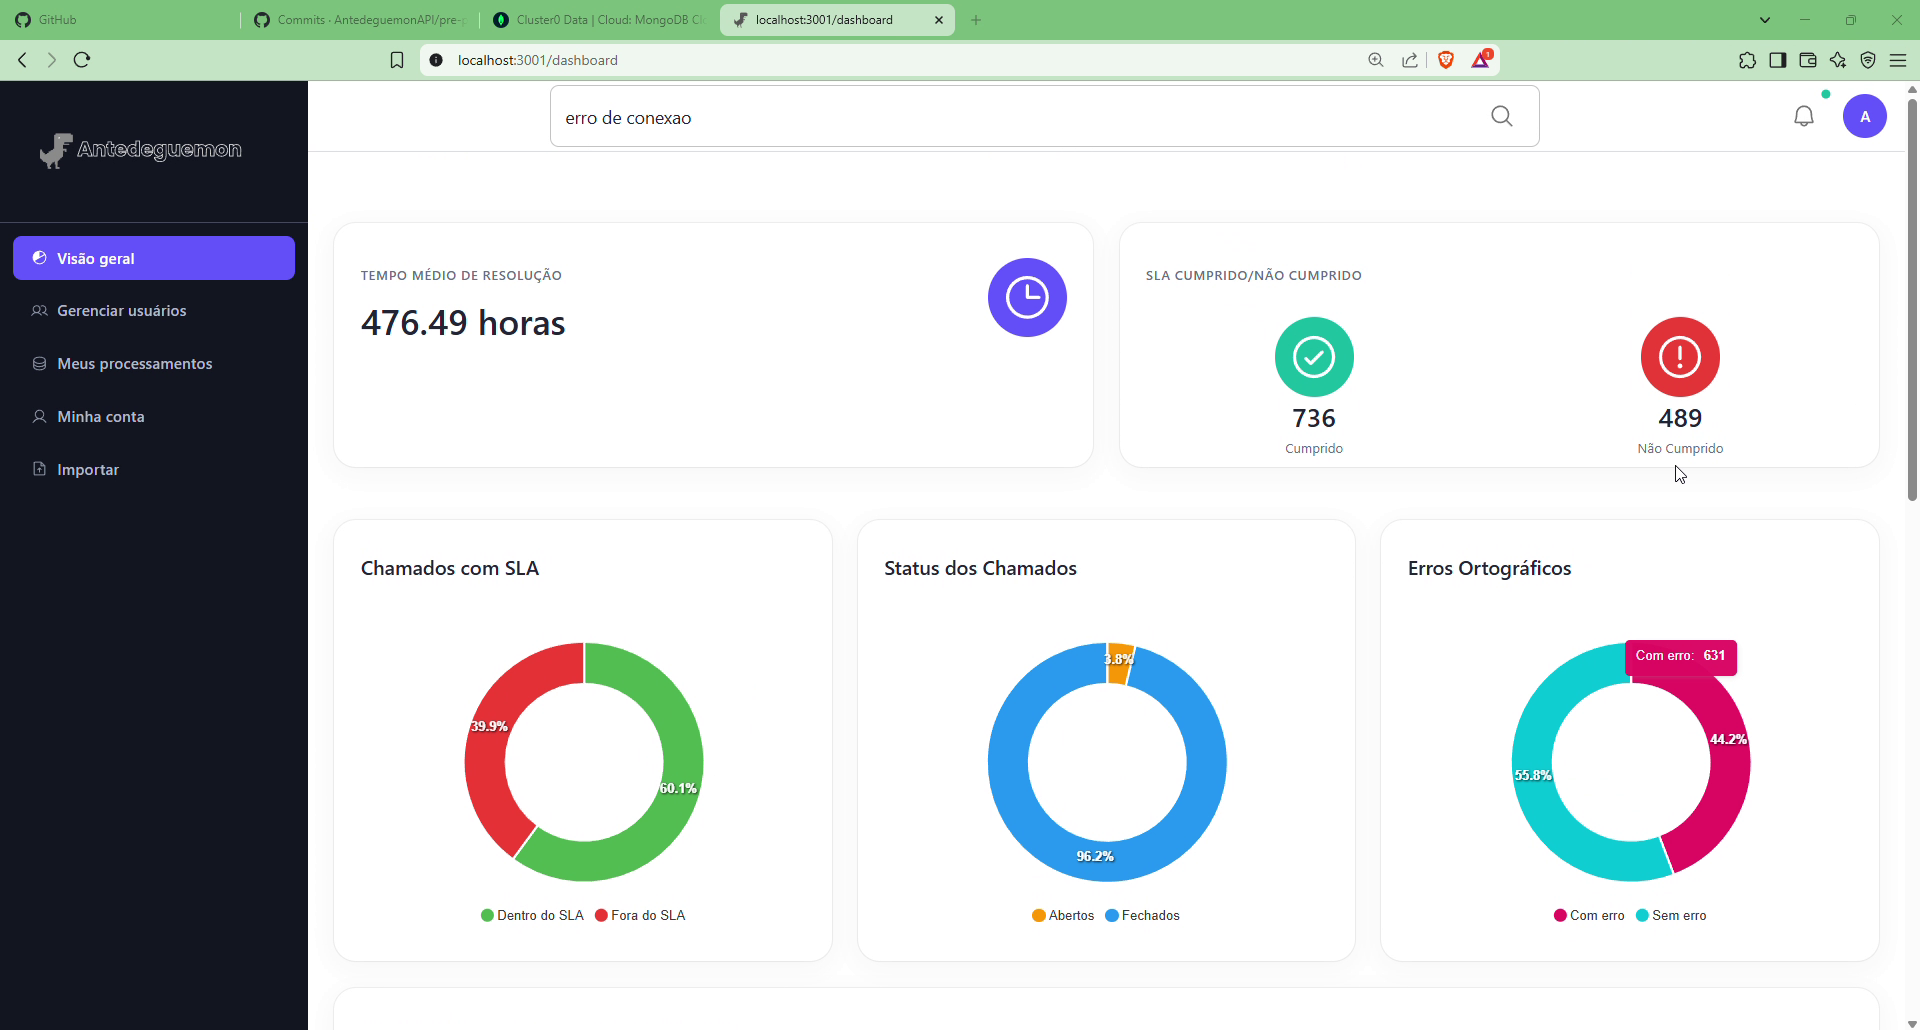 GitHub
Commits · AntedeguemonAPI/pre-p
Cluster0 Data | Cloud: MongoDB Clo
localhost:3001/dashboard
localhost:3001/dashboard
1
Antedeguemon
erro de conexao
A
Visão geral
Gerenciar usuários
Meus processamentos
Minha conta
Importar
TEMPO MÉDIO DE RESOLUÇÃO
476.49 horas
SLA CUMPRIDO/NÃO CUMPRIDO
736
Cumprido
489
Não Cumprido
Chamados com SLA
39.9%
60.1%
Dentro do SLA
Fora do SLA
Status dos Chamados
3.8%
96.2%
Abertos
Fechados
Erros Ortográficos
Com erro: 631
44.2%
55.8%
Com erro
Sem erro